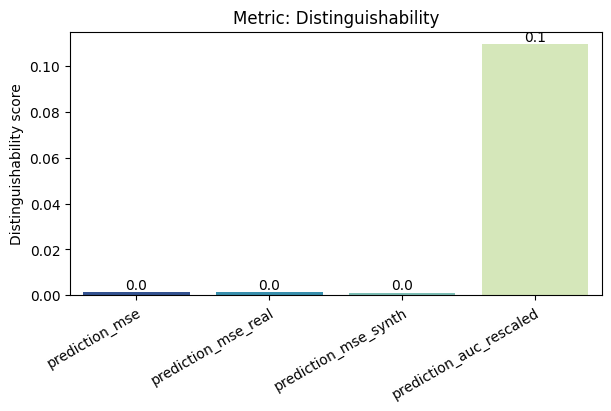 Metric: Distinguishability
Distinguishability score
0.10
0.08
0.06
0.04
0.02
0.00
0.0
0.0
0.0
0.1
prediction_mse
prediction_mse_real
prediction_mse_synth
prediction_auc_rescaled